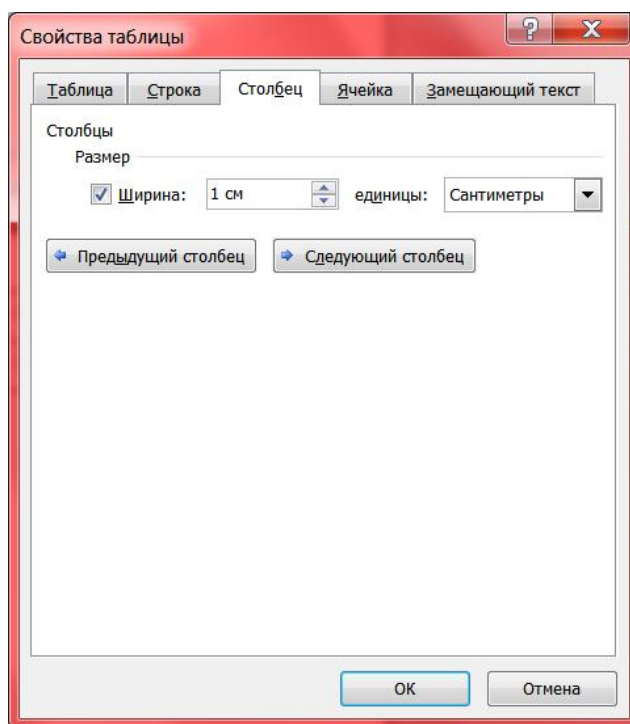 Свойства таблицы
Таблица Строка Столбец Ячейка Замещающий текст
Столбцы
Размер
Ширина: 1 см единицы: Сантиметры
Предыдущий столбец Следующий столбец
ОК Отмена